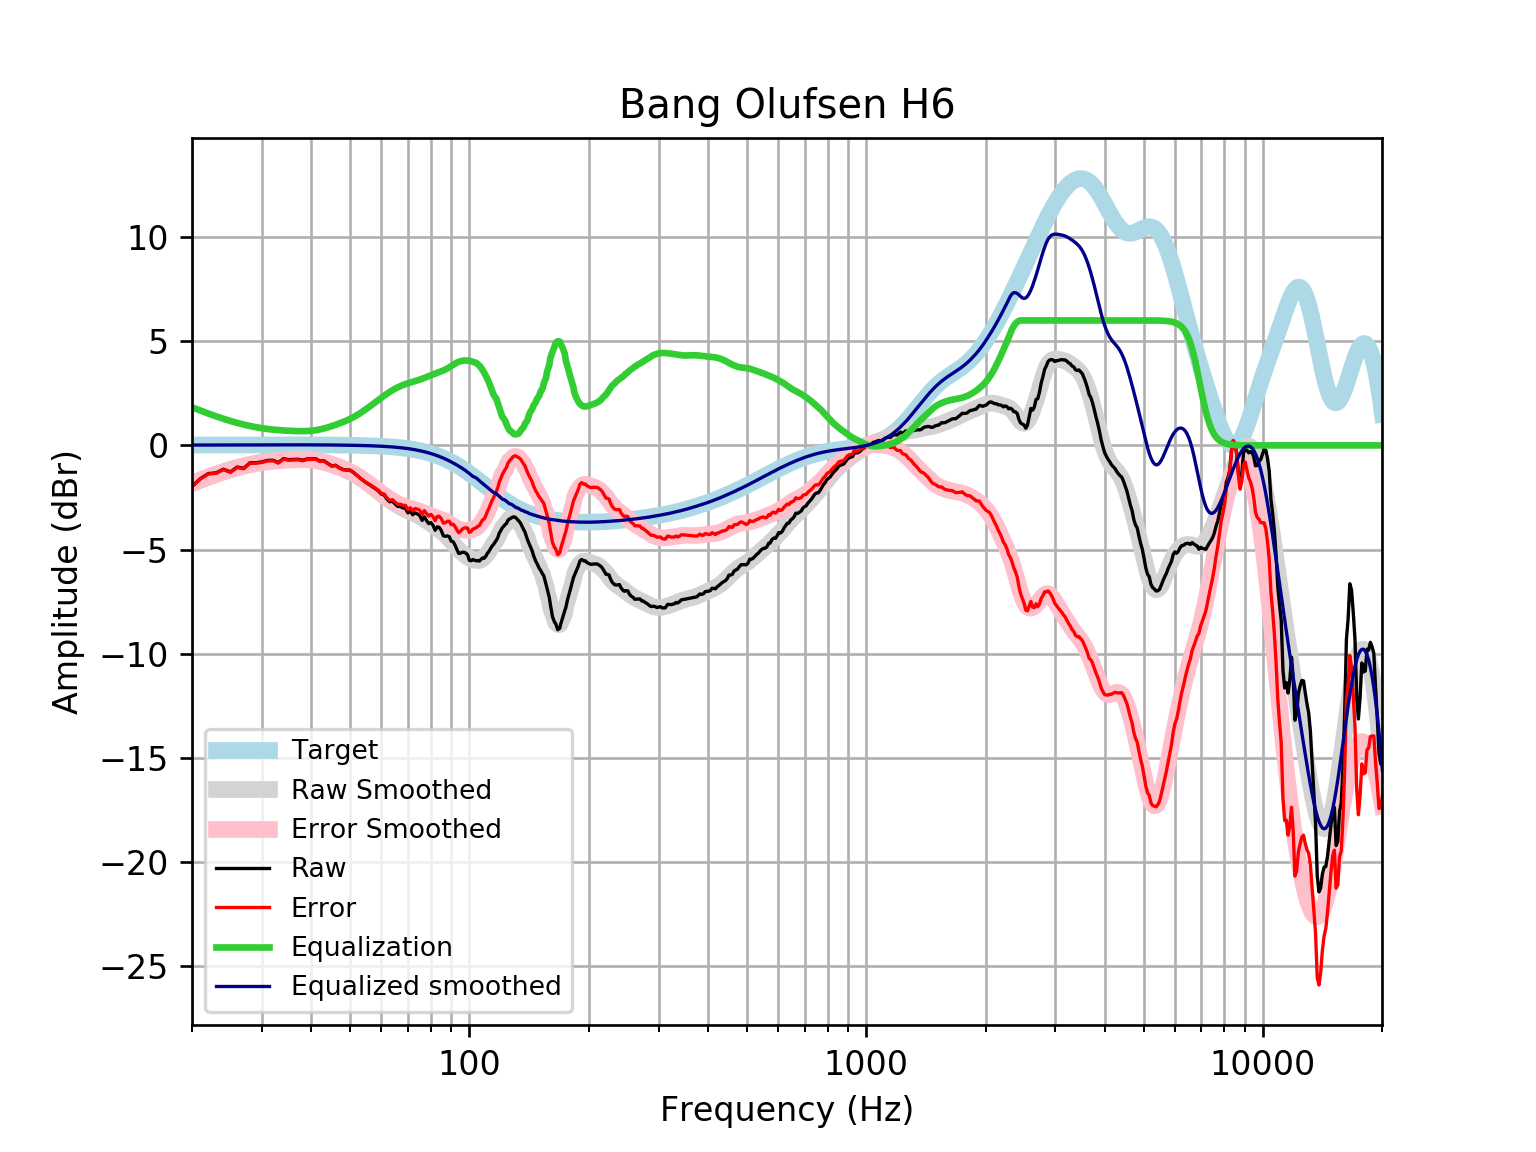 Bang Olufsen H6
Amplitude (dBr)
10
5
0
−5
−10
−15
−20
−25
Target
Raw Smoothed
Error Smoothed
Raw
Error
Equalization
Equalized smoothed
100 1000 10000
Frequency (Hz)